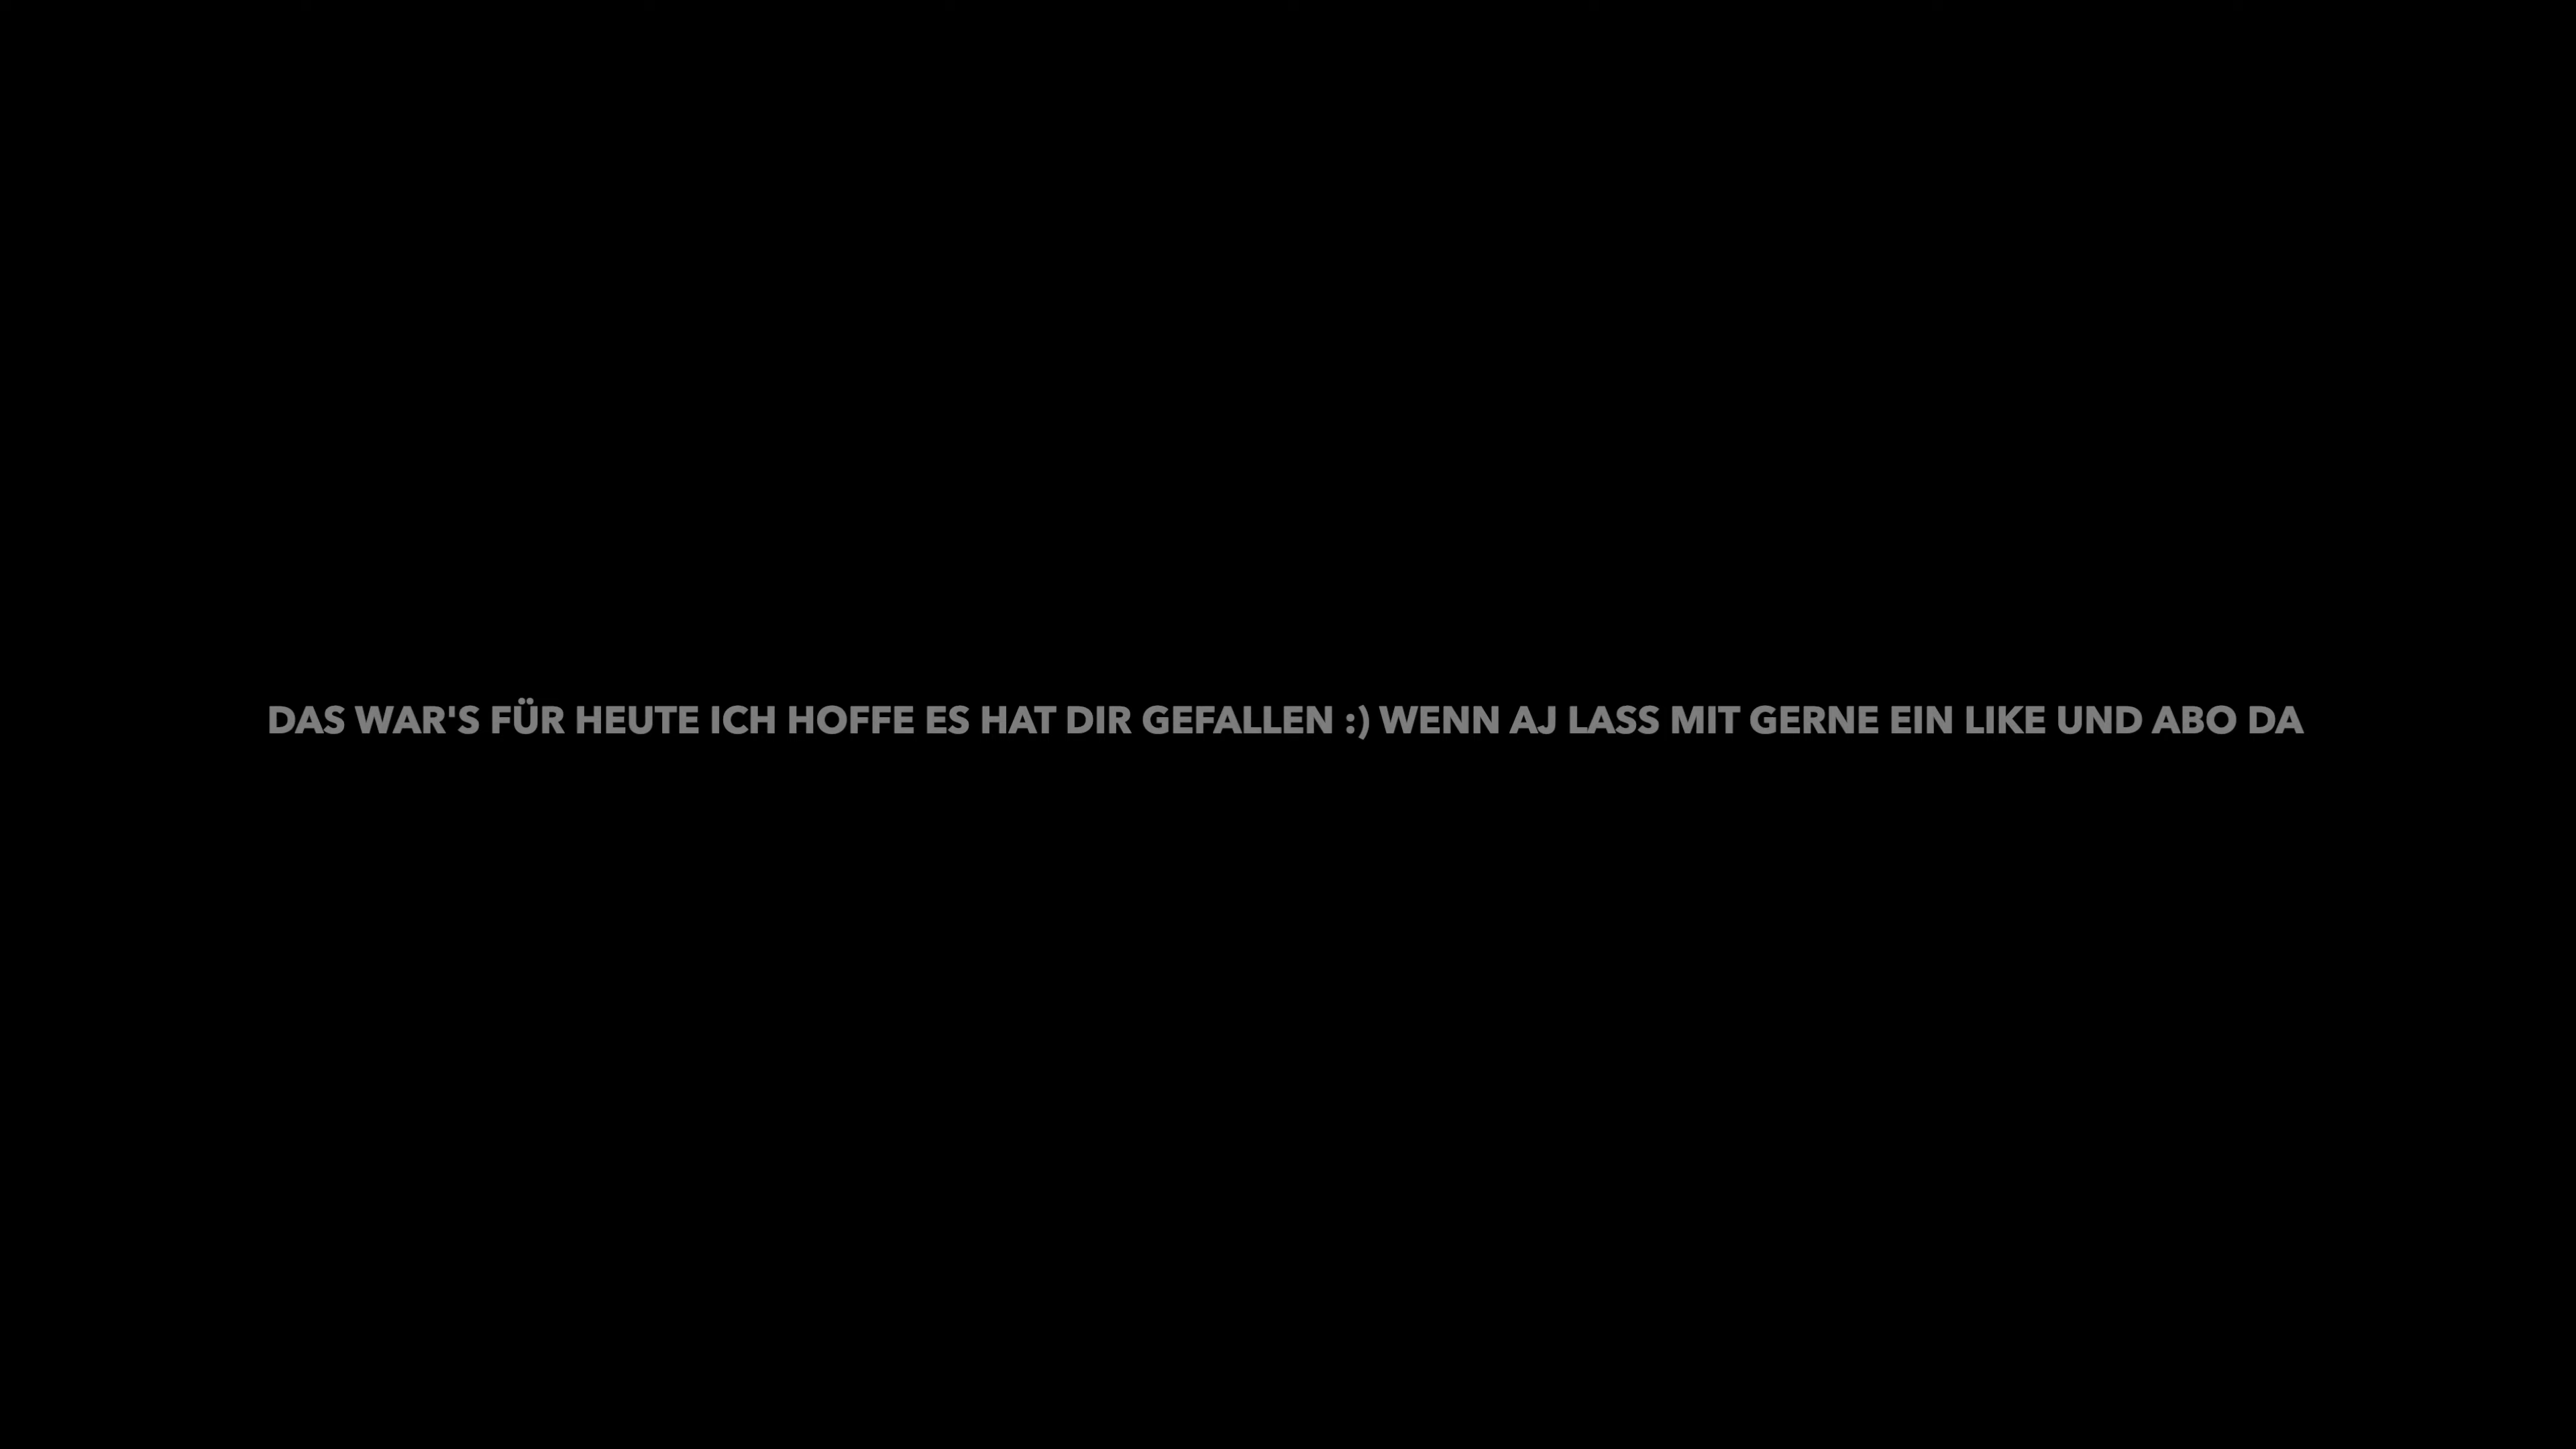 DAS WAR'S FÜR HEUTE ICH HOFFE ES HAT DIR GEFALLEN :) WENN AJ LASS MIT GERNE EIN LIKE UND ABO DA